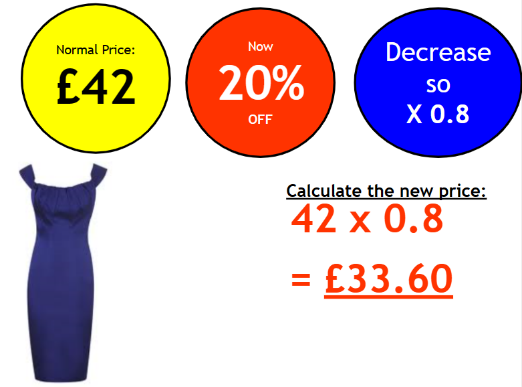 Normal Price:
£42
Now
20%
OFF
Decrease
so
X 0.8
Calculate the new price:
42 x 0.8
= £33.60